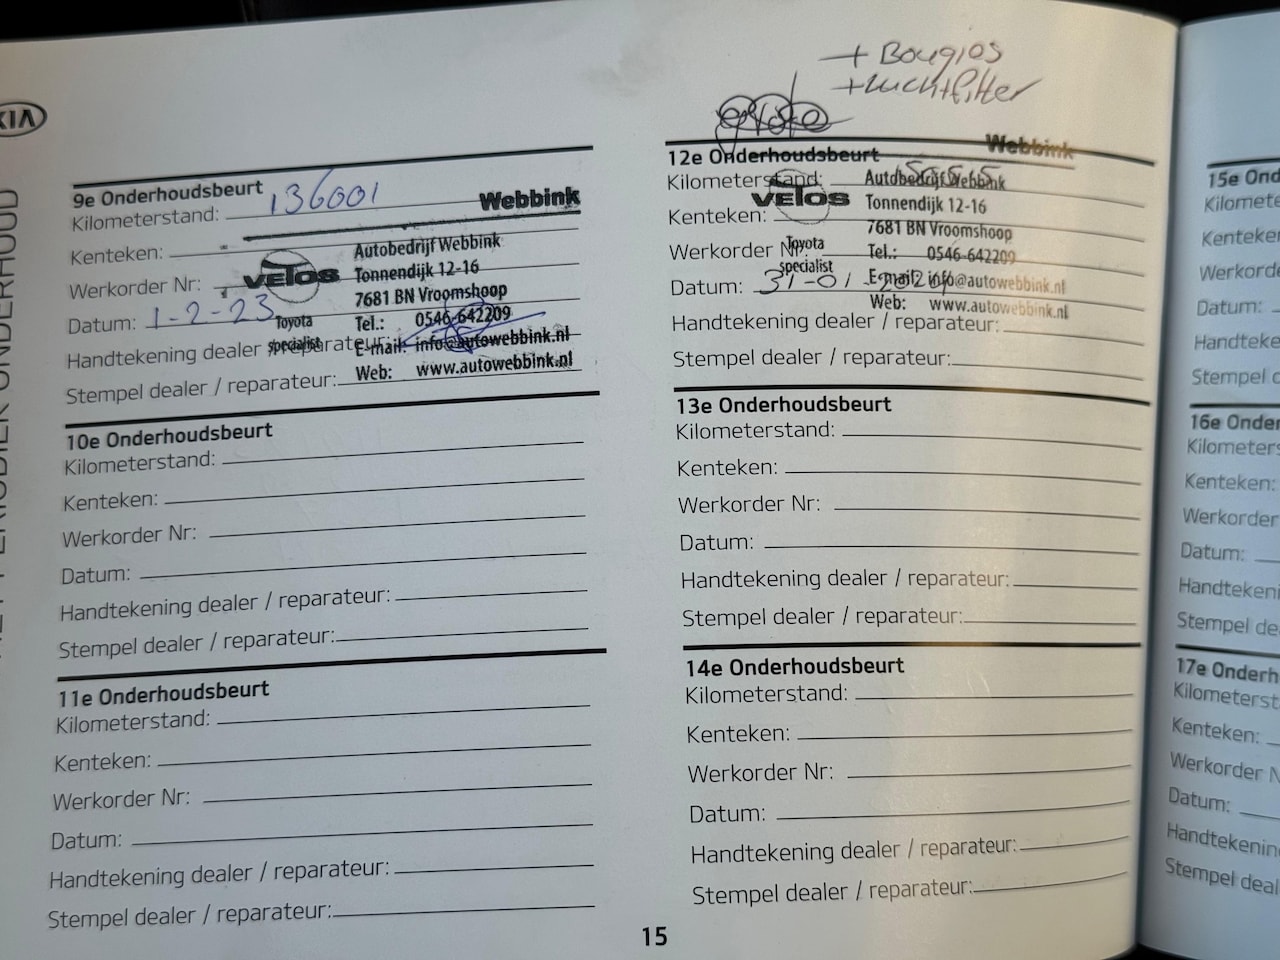 KIA
9e Onderhoudsbeurt
Kilometerstand: 136001
Webbink
Kenteken:
Autobedrijf Webbink
Werkorder Nr:
VETOS
Tonnendijk 12-16
7681 BN Vroomshoop
Datum: 1-2-23
Toyota
specialist
Tel.: 0546-642209
Handtekening dealer / reparateur:
E-mail: info@autowebbink.nl
Stempel dealer / reparateur:
Web: www.autowebbink.nl
10e Onderhoudsbeurt
Kilometerstand:
Kenteken:
Werkorder Nr:
Datum:
Handtekening dealer / reparateur:
Stempel dealer / reparateur:
11e Onderhoudsbeurt
Kilometerstand:
Kenteken:
Werkorder Nr:
Datum:
Handtekening dealer / reparateur:
Stempel dealer / reparateur:
+ Bougies
+ Luchtfilter
grote
Webbink
12e Onderhoudsbeurt
Kilometerstand:
Autobedrijf Webbink
VETOS
Tonnendijk 12-16
Kenteken:
7681 BN Vroomshoop
Werkorder Nr:
Toyota
specialist
Tel.: 0546-642209
Datum: 31-01-
E-mail: info@autowebbink.nl
Web: www.autowebbink.nl
Handtekening dealer / reparateur:
Stempel dealer / reparateur:
13e Onderhoudsbeurt
Kilometerstand:
Kenteken:
Werkorder Nr:
Datum:
Handtekening dealer / reparateur:
Stempel dealer / reparateur:
14e Onderhoudsbeurt
Kilometerstand:
Kenteken:
Werkorder Nr:
Datum:
Handtekening dealer / reparateur:
Stempel dealer / reparateur:
15
15e Ond
Kilomete
Kenteken
Werkorde
Datum:
Handteke
Stempel d
16e Onder
Kilometers
Kenteken:
Werkorder
Datum:
Handteken
Stempel de
17e Onderh
Kilometerst
Kenteken:
Werkorder N
Datum:
Handtekenin
Stempel deal